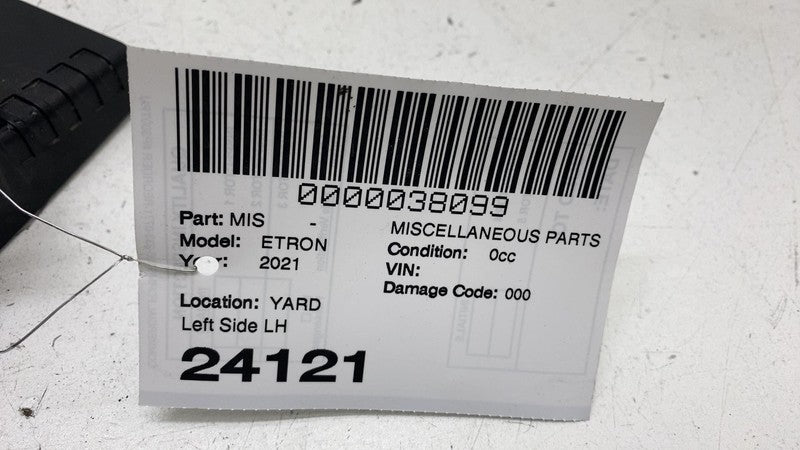 0000038099
Part: MIS - MISCELLANEOUS PARTS
Model: ETRON Condition: 0cc
Year: 2021 VIN:
Damage Code: 000
Location: YARD
Left Side LH
24121